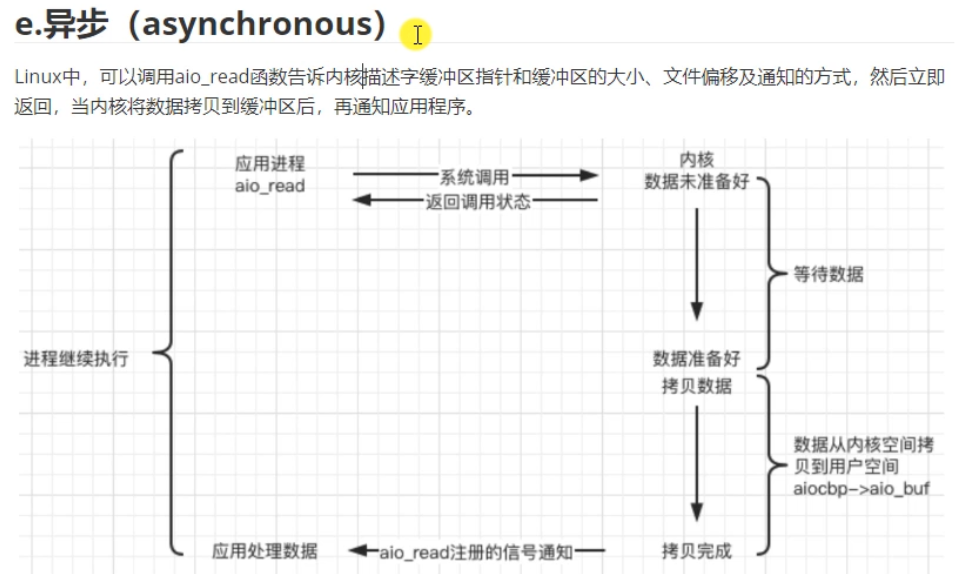 e.异步（asynchronous）
Linux中，可以调用aio_read函数告诉内核描述字缓冲区指针和缓冲区的大小、文件偏移及通知的方式，然后立即
返回，当内核将数据拷贝到缓冲区后，再通知应用程序。
应用进程
aio_read
系统调用
返回调用状态
内核
数据未准备好
等待数据
进程继续执行
数据准备好
拷贝数据
数据从内核空间拷
贝到用户空间
aiocbp->aio_buf
应用处理数据
aio_read注册的信号通知
拷贝完成